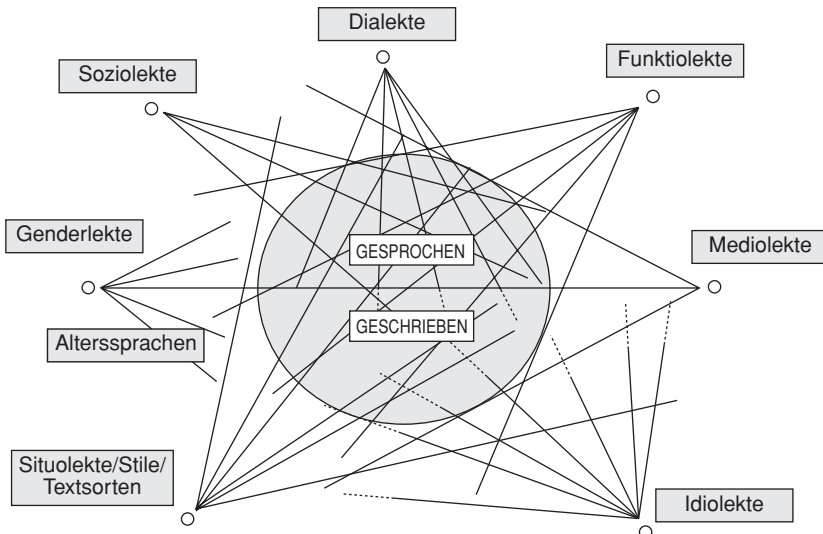 Dialekte
Soziolekte
Funktiolekte
Genderlekte
GESPROCHEN
Mediolekte
GESCHRIEBEN
Alterssprachen
Situolekte/Stile/
Textsorten
Idiolekte